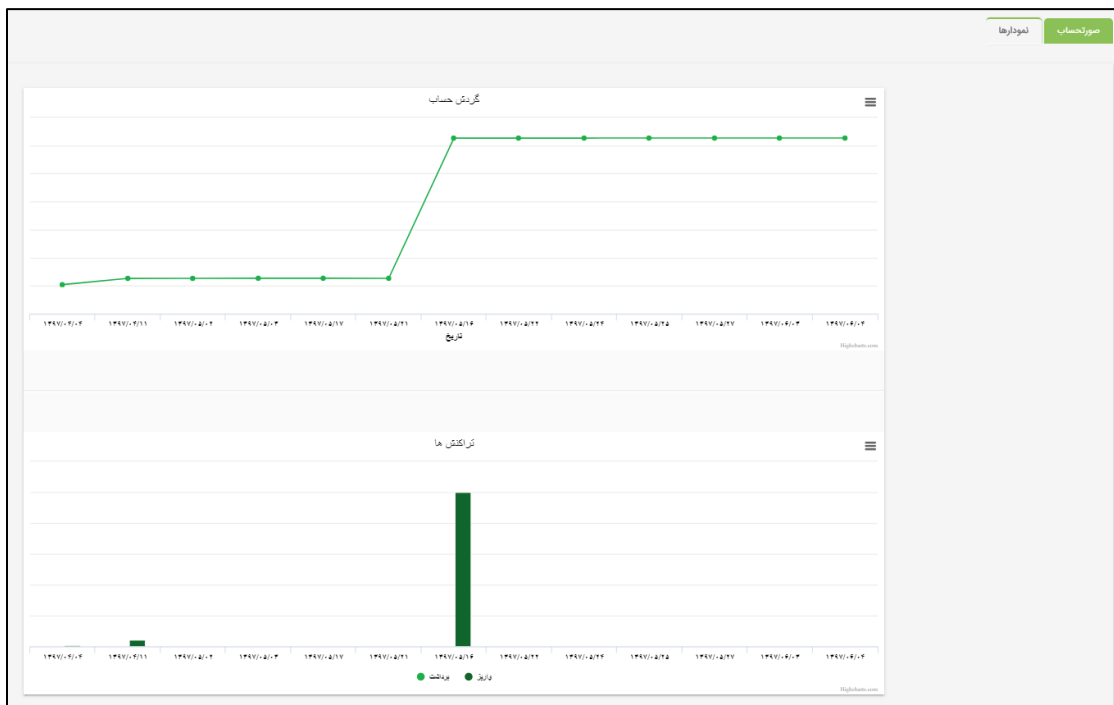 صورتحساب نمودارها
گردش حساب
۱۳۹۷/۰۴/۰۴ ۱۳۹۷/۰۴/۱۱ ۱۳۹۷/۰۵/۰۲ ۱۳۹۷/۰۵/۰۳ ۱۳۹۷/۰۵/۱۷ ۱۳۹۷/۰۵/۲۱ ۱۳۹۷/۰۵/۱۶ ۱۳۹۷/۰۵/۲۲ ۱۳۹۷/۰۵/۲۴ ۱۳۹۷/۰۵/۲۵ ۱۳۹۷/۰۵/۲۷ ۱۳۹۷/۰۶/۰۳ ۱۳۹۷/۰۶/۰۴
تاریخ
Highcharts.com
تراکنش ها
۱۳۹۷/۰۴/۰۴ ۱۳۹۷/۰۴/۱۱ ۱۳۹۷/۰۵/۰۲ ۱۳۹۷/۰۵/۰۳ ۱۳۹۷/۰۵/۱۷ ۱۳۹۷/۰۵/۲۱ ۱۳۹۷/۰۵/۱۶ ۱۳۹۷/۰۵/۲۲ ۱۳۹۷/۰۵/۲۴ ۱۳۹۷/۰۵/۲۵ ۱۳۹۷/۰۵/۲۷ ۱۳۹۷/۰۶/۰۳ ۱۳۹۷/۰۶/۰۴
واریز برداشت
Highcharts.com